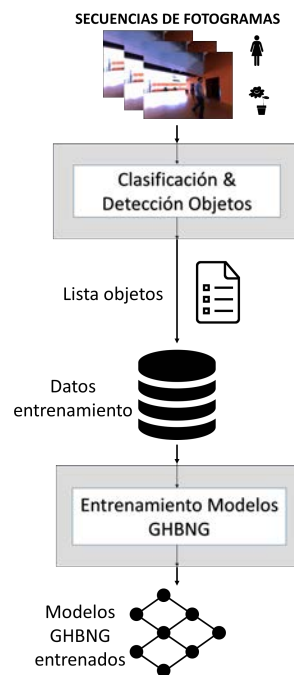 SECUENCIAS DE FOTOGRAMAS
Clasificación &
Detección Objetos
Lista objetos
Datos
entrenamiento
Entrenamiento Modelos
GHBNG
Modelos
GHBNG
entrenados